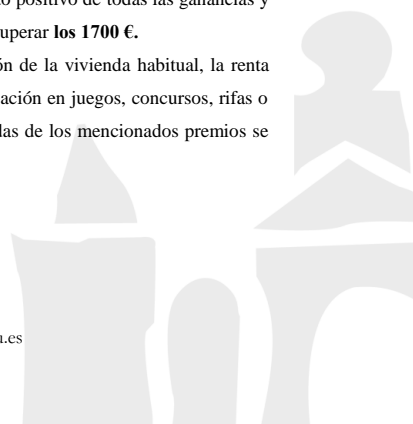 positivo de todas las ganancias y
uperar los 1700 €.
ón de la vivienda habitual, la renta
ación en juegos, concursos, rifas o
las de los mencionados premios se
u.es